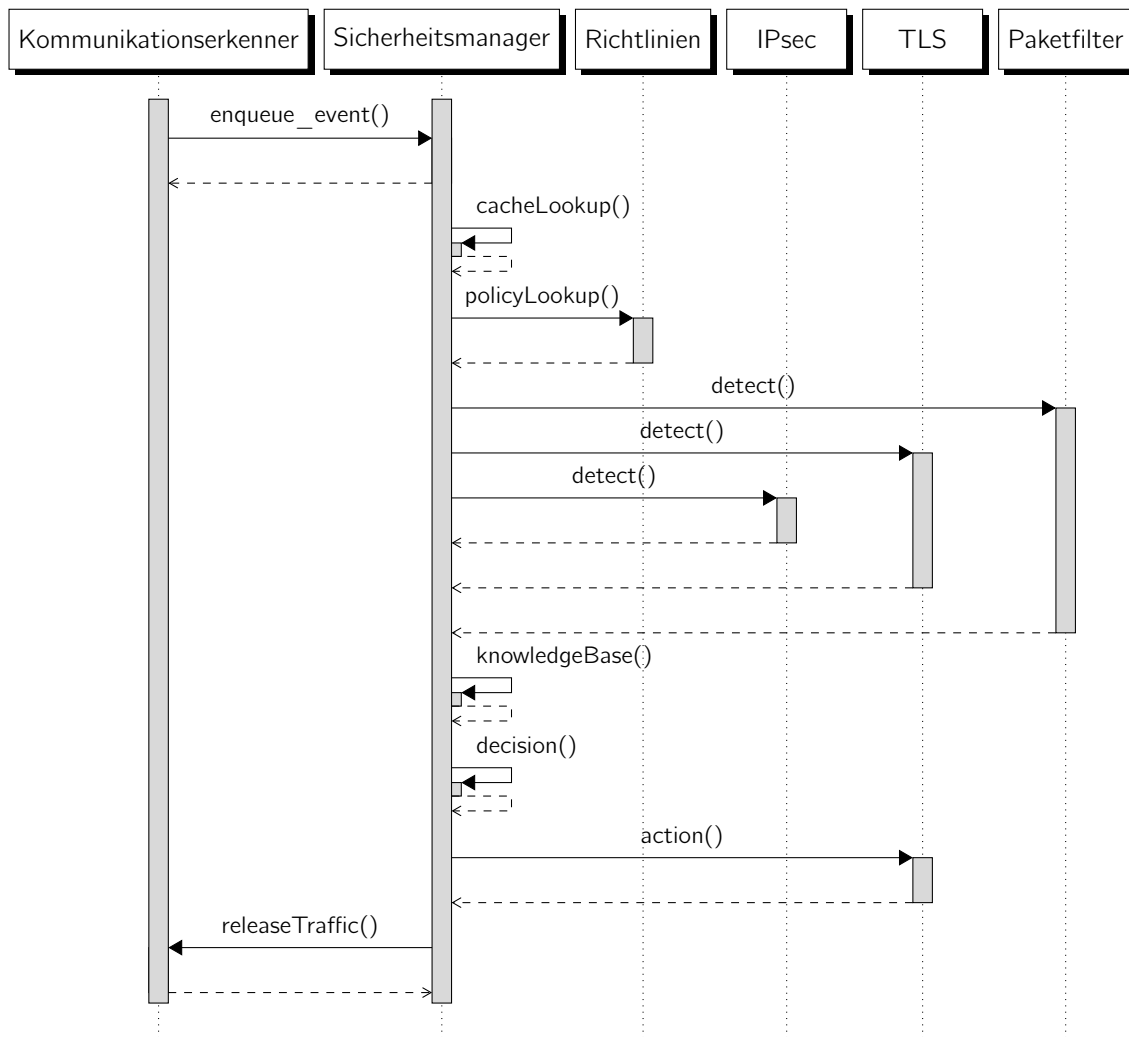 Kommunikationserkenner
Sicherheitsmanager
Richtlinien
IPsec
TLS
Paketfilter
enqueue_event()
cacheLookup()
policyLookup()
detect()
detect()
detect()
knowledgeBase()
decision()
action()
releaseTraffic()